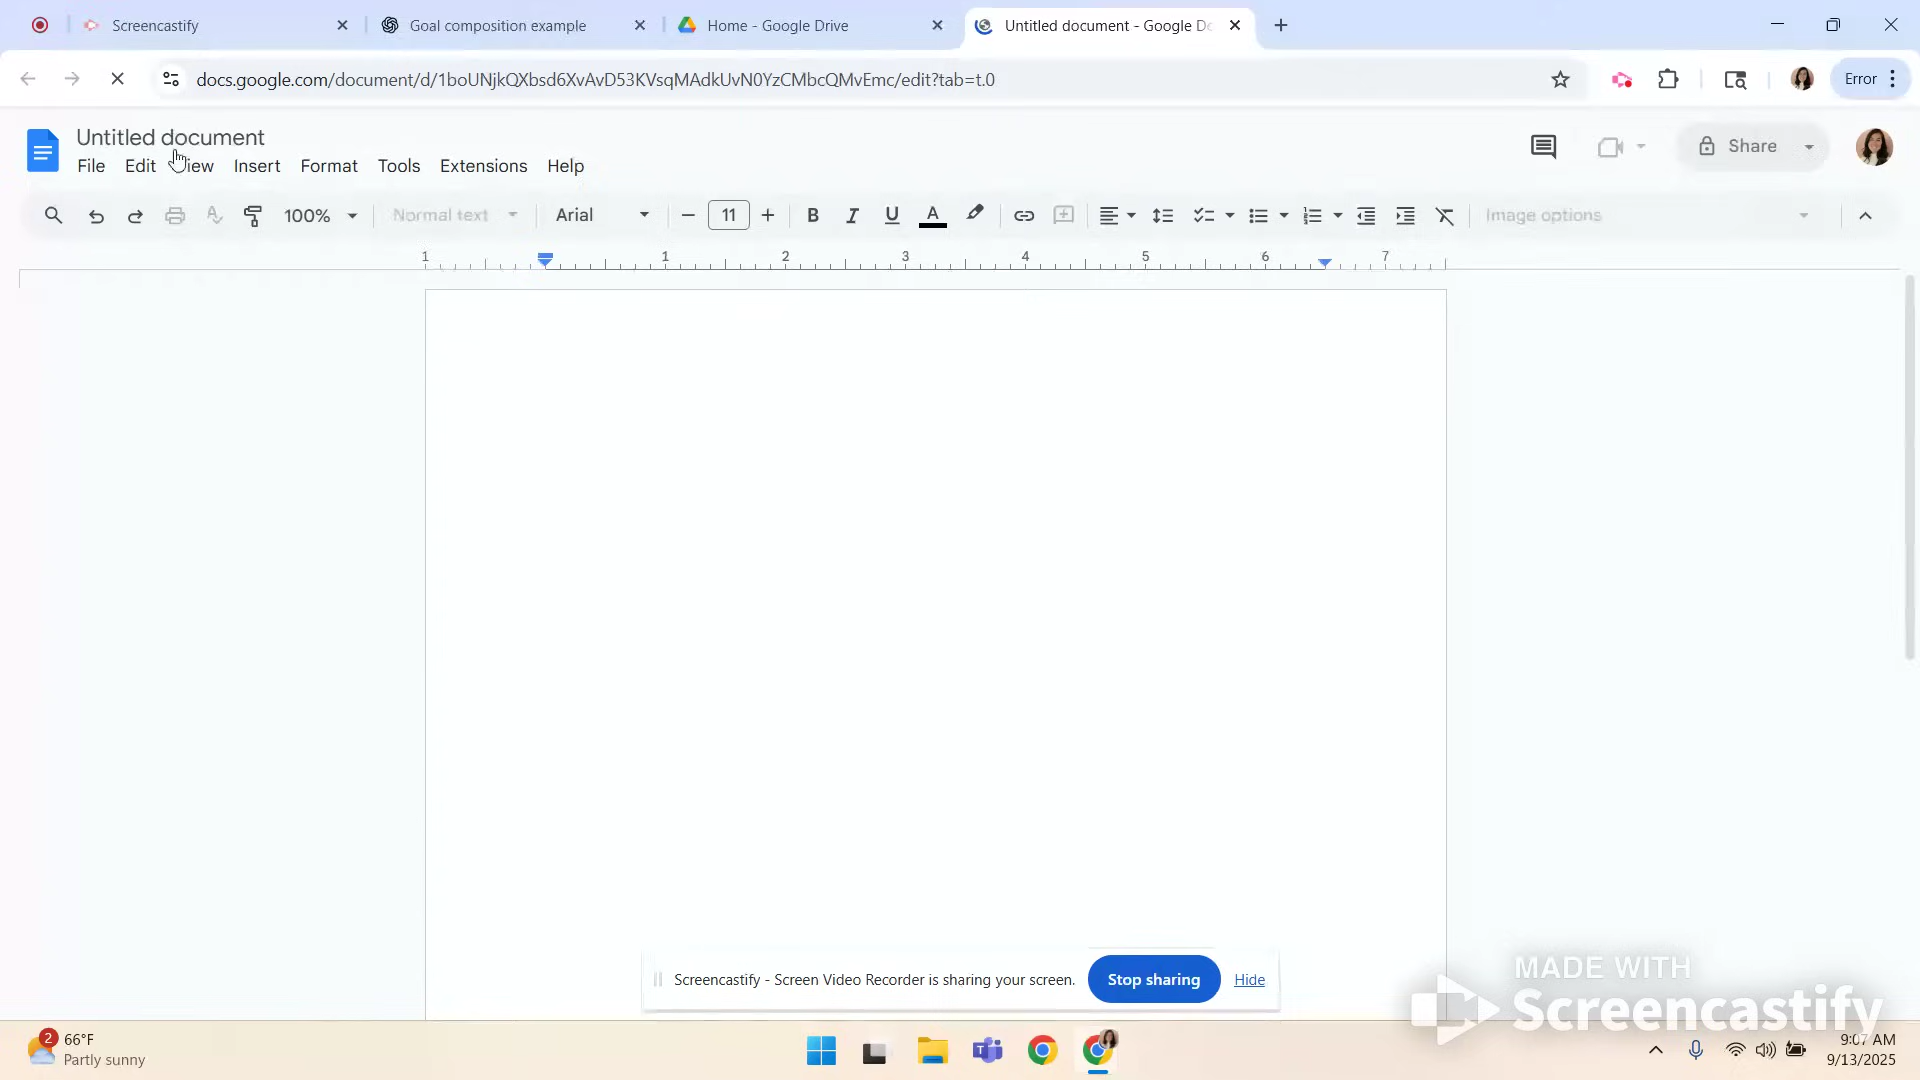 Screencastify
Goal composition example
Home - Google Drive
Untitled document - Google Do
docs.google.com/document/d/1boUNjkQXbsd6XvAvD53KVsqMAdkUvN0YzCMbcQMvEmc/edit?tab=t.0
Error
Untitled document
File Edit View Insert Format Tools Extensions Help
Share
100% Normal text Arial 11 Image options
1 1 2 3 4 5 6 7
Screencastify - Screen Video Recorder is sharing your screen. Stop sharing Hide
MADE WITH
Screencastify
2 66°F
Partly sunny
9:07 AM
9/13/2025